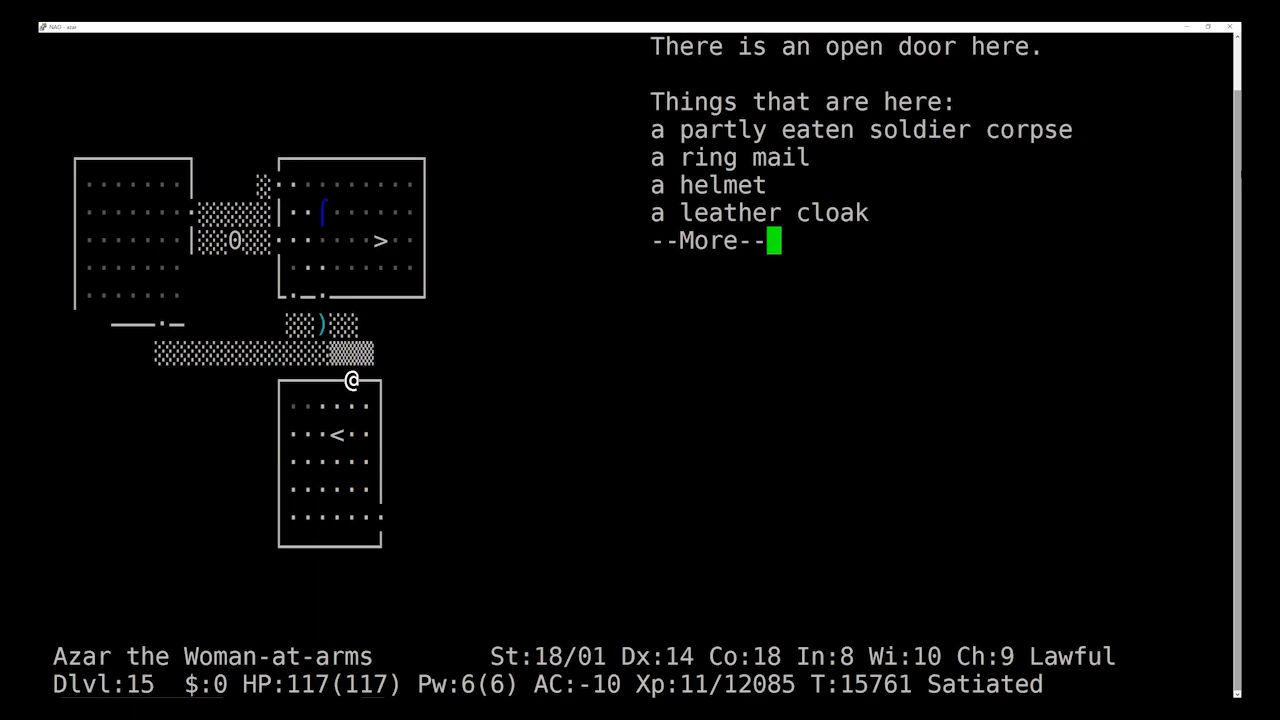 NAO - azar
There is an open door here.
Things that are here:
a partly eaten soldier corpse
a ring mail
a helmet
a leather cloak
--More--
Azar the Woman-at-arms St:18/01 Dx:14 Co:18 In:8 Wi:10 Ch:9 Lawful
Dlvl:15 $:0 HP:117(117) Pw:6(6) AC:-10 Xp:11/12085 T:15761 Satiated